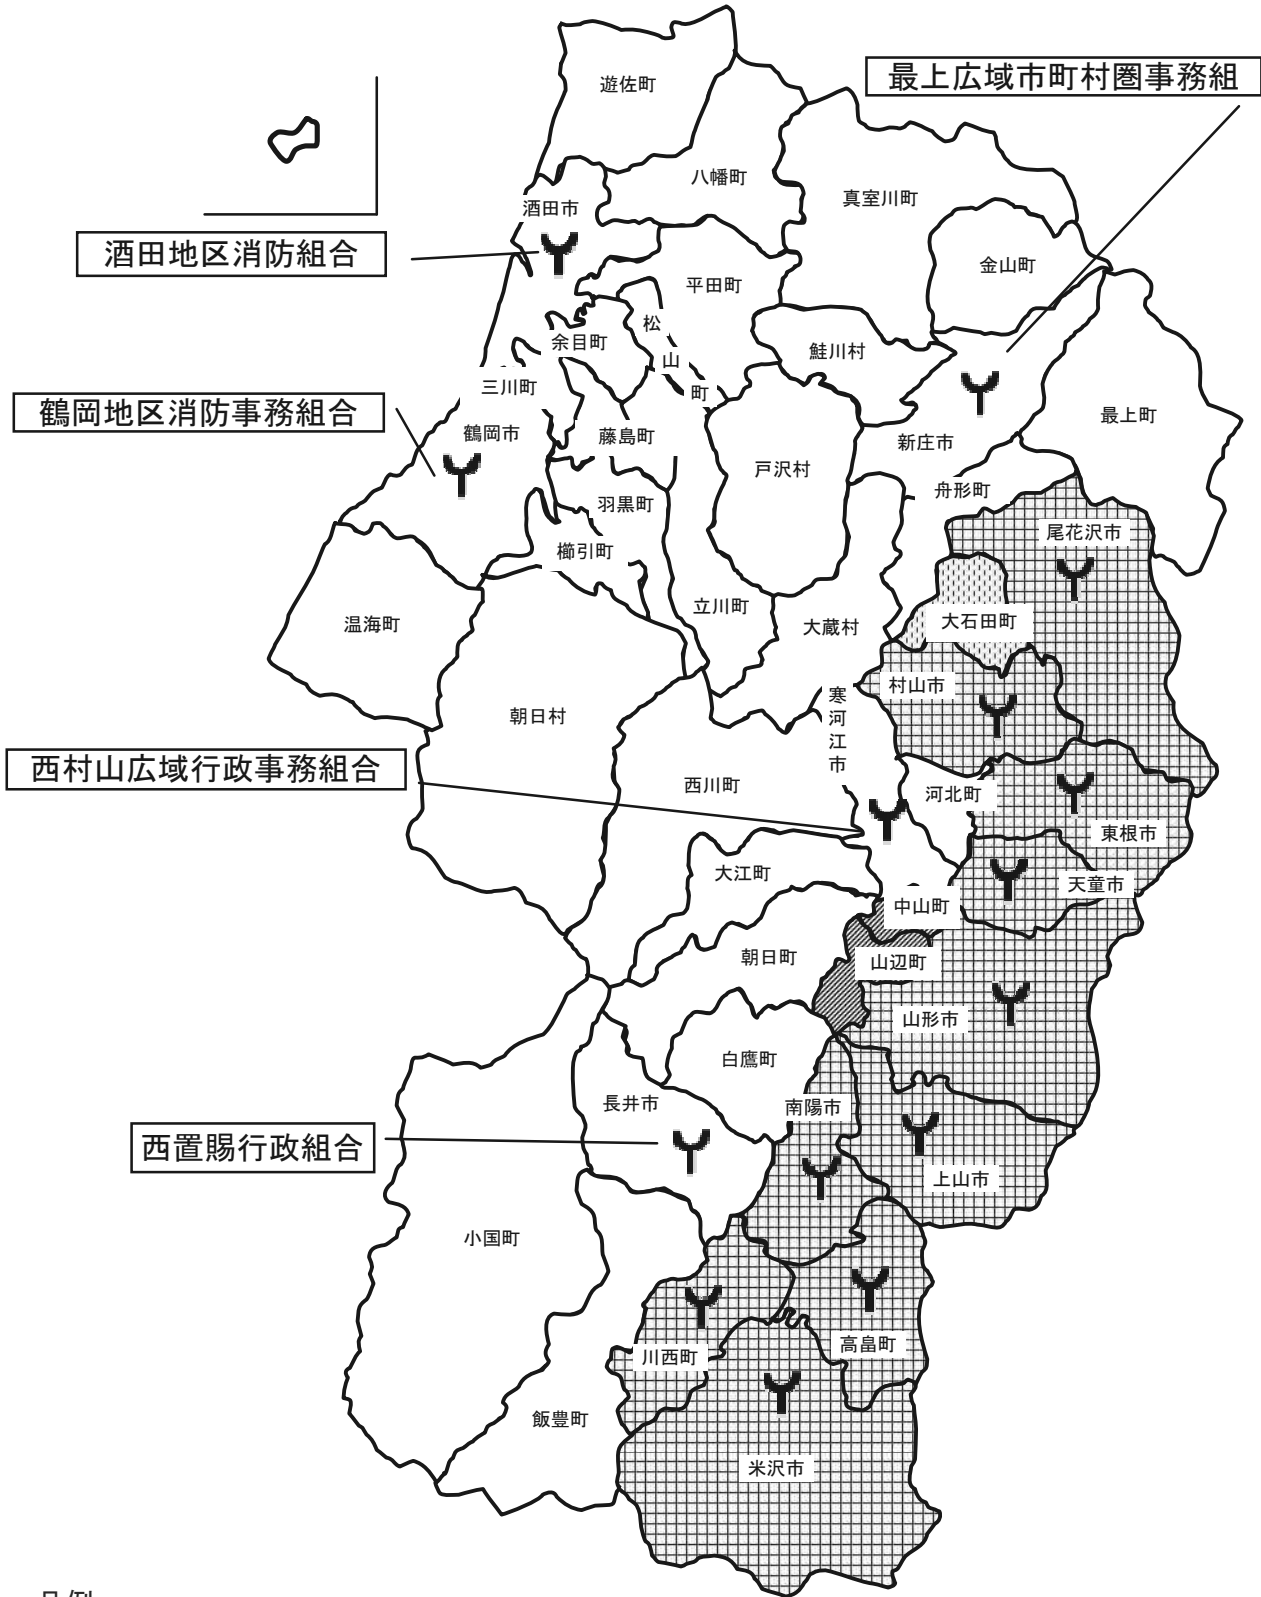 遊佐町
最上広域市町村圏事務組
八幡町
真室川町
酒田市
酒田地区消防組合
金山町
平田町
松山町
余目町
鮭川村
三川町
鶴岡地区消防事務組合
鶴岡市
藤島町
新庄市
最上町
戸沢村
舟形町
羽黒町
尾花沢市
櫛引町
立川町
大石田町
温海町
大蔵村
村山市
寒河江市
朝日村
西村山広域行政事務組合
西川町
河北町
東根市
大江町
天童市
中山町
朝日町
山辺町
山形市
白鷹町
長井市
南陽市
西置賜行政組合
上山市
小国町
高畠町
川西町
飯豊町
米沢市